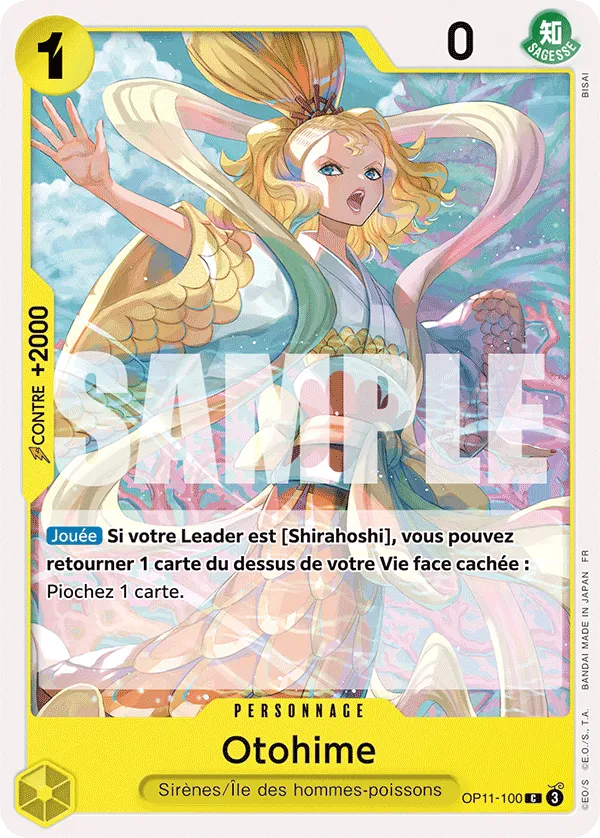 1
0
知
SAGESSE
BISAI
CONTRE +2000
SAMPLE
Jouée Si votre Leader est [Shirahoshi], vous pouvez
retourner 1 carte du dessus de votre Vie face cachée :
Piochez 1 carte.
PERSONNAGE
Otohime
Sirènes/Île des hommes-poissons
OP11-100 C 3
©E.O/S ©E.O./S., T.A. BANDAI MADE IN JAPAN FR